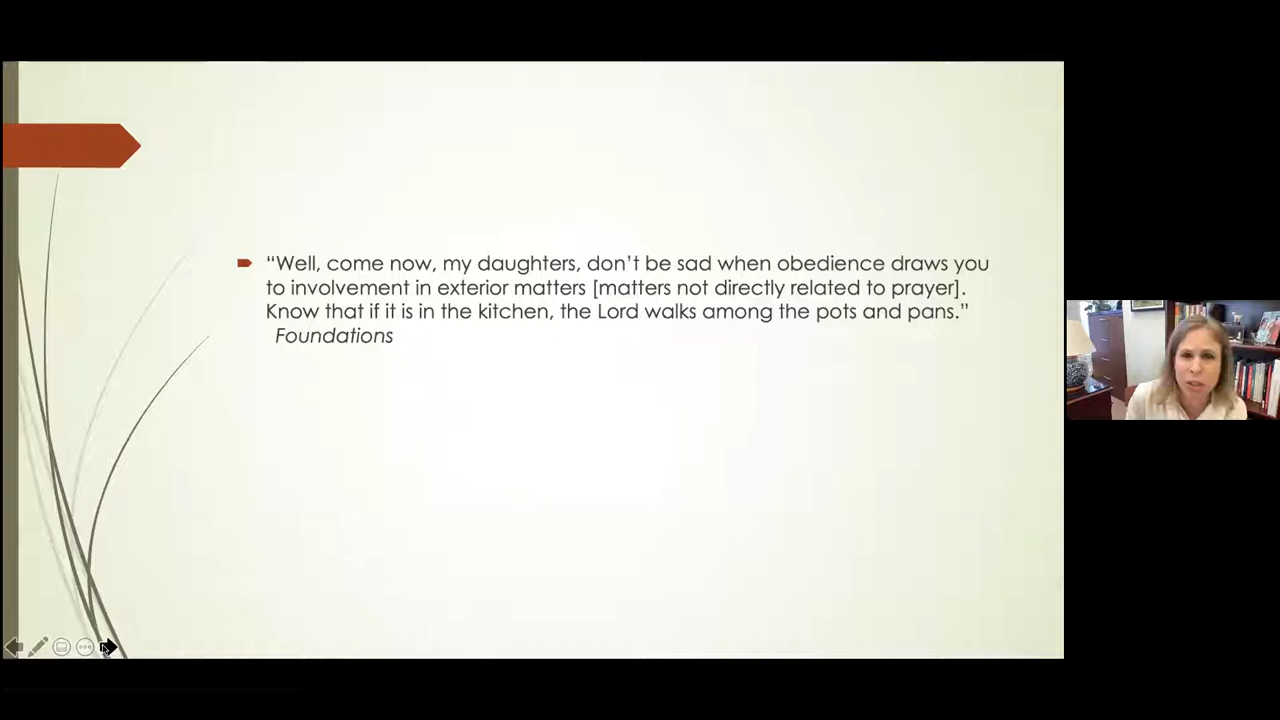 “Well, come now, my daughters, don’t be sad when obedience draws you
to involvement in exterior matters [matters not directly related to prayer].
Know that if it is in the kitchen, the Lord walks among the pots and pans.”
Foundations